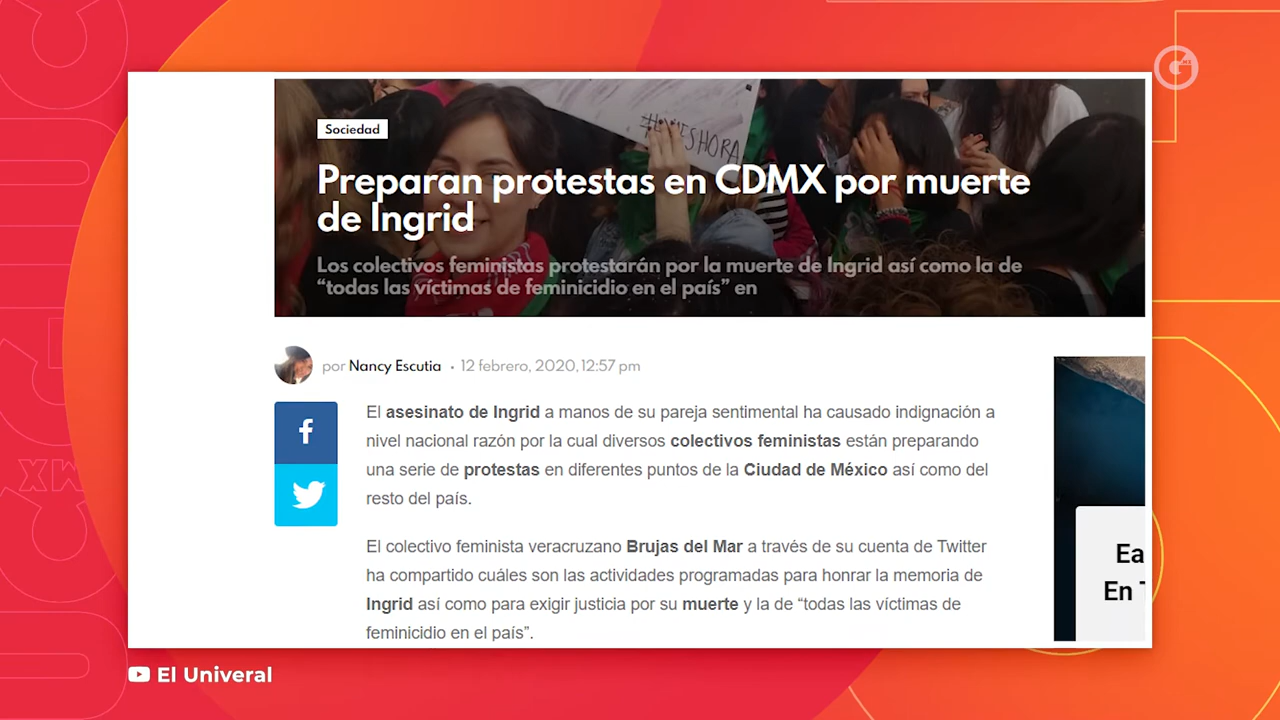 #YAESHORA
Sociedad
Preparan protestas en CDMX por muerte
de Ingrid
Los colectivos feministas protestarán por la muerte de Ingrid así como la de
“todas las víctimas de feminicidio en el país” en
por Nancy Escutia • 12 febrero, 2020, 12:57 pm
El asesinato de Ingrid a manos de su pareja sentimental ha causado indignación a
nivel nacional razón por la cual diversos colectivos feministas están preparando
una serie de protestas en diferentes puntos de la Ciudad de México así como del
resto del país.
El colectivo feminista veracruzano Brujas del Mar a través de su cuenta de Twitter
ha compartido cuáles son las actividades programadas para honrar la memoria de
Ingrid así como para exigir justicia por su muerte y la de “todas las víctimas de
feminicidio en el país”.
Ea
En
El Univeral